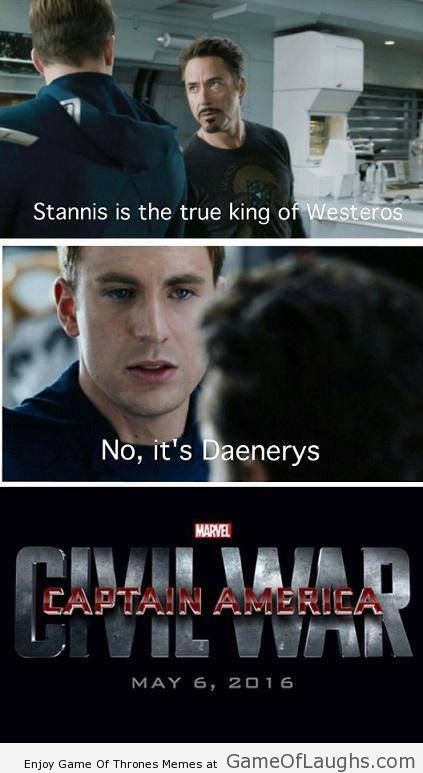 Stannis is the true king of Westeros
No, it's Daenerys
MARVEL
CIVIL WAR
CAPTAIN AMERICA
MAY 6, 2016
Enjoy Game Of Thrones Memes at GameOfLaughs.com